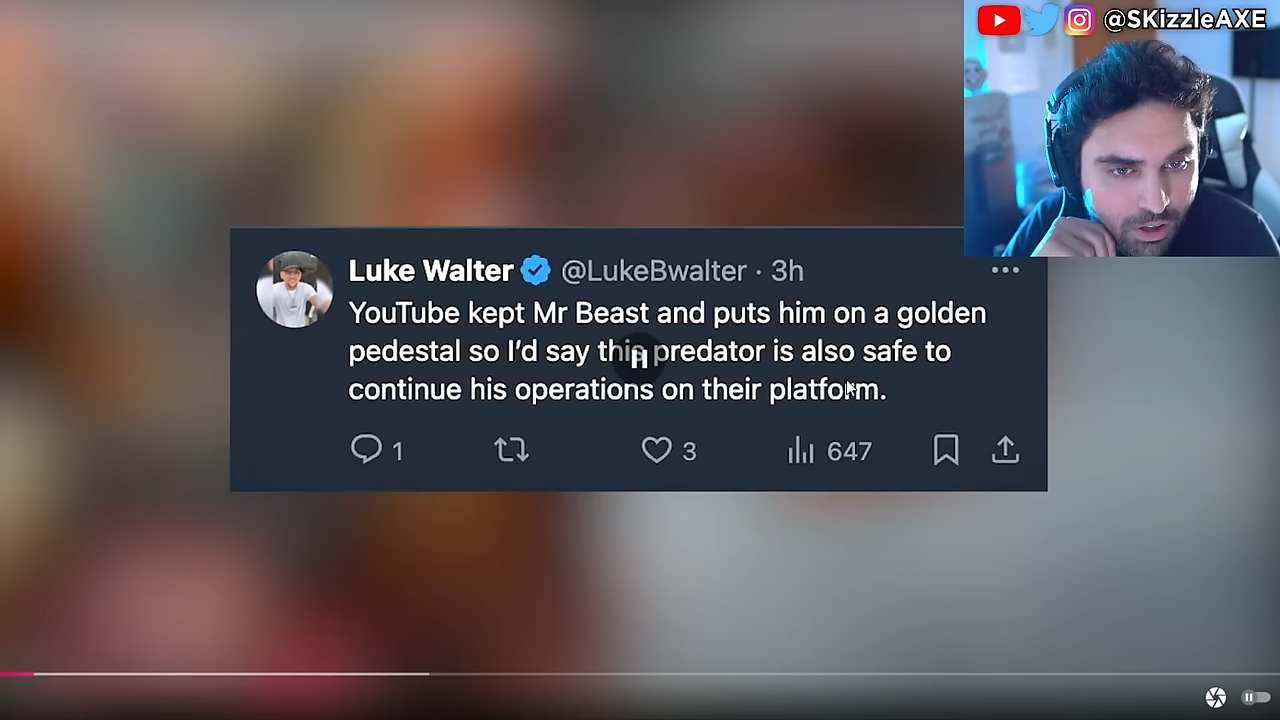 @SKizzleAXE
Luke Walter @LukeBwalter · 3h
YouTube kept Mr Beast and puts him on a golden
pedestal so I’d say this predator is also safe to
continue his operations on their platform.
1 3 647